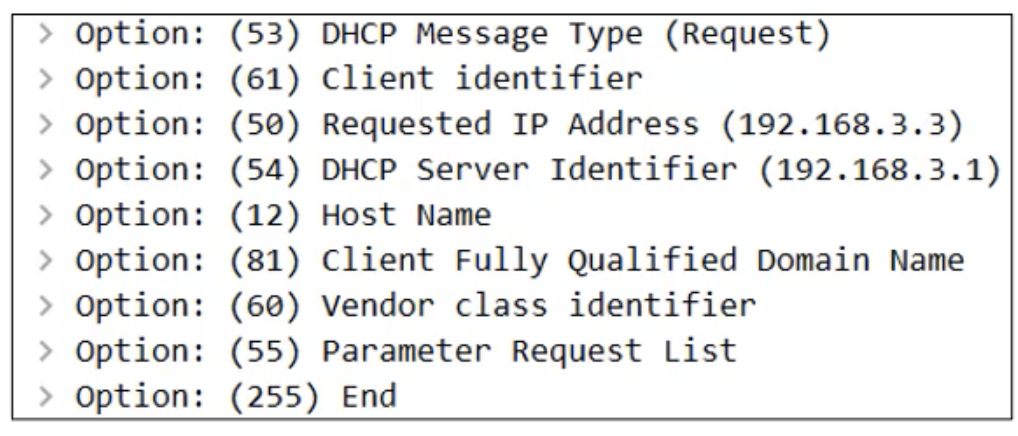 > Option: (53) DHCP Message Type (Request)
> Option: (61) Client identifier
> Option: (50) Requested IP Address (192.168.3.3)
> Option: (54) DHCP Server Identifier (192.168.3.1)
> Option: (12) Host Name
> Option: (81) Client Fully Qualified Domain Name
> Option: (60) Vendor class identifier
> Option: (55) Parameter Request List
> Option: (255) End